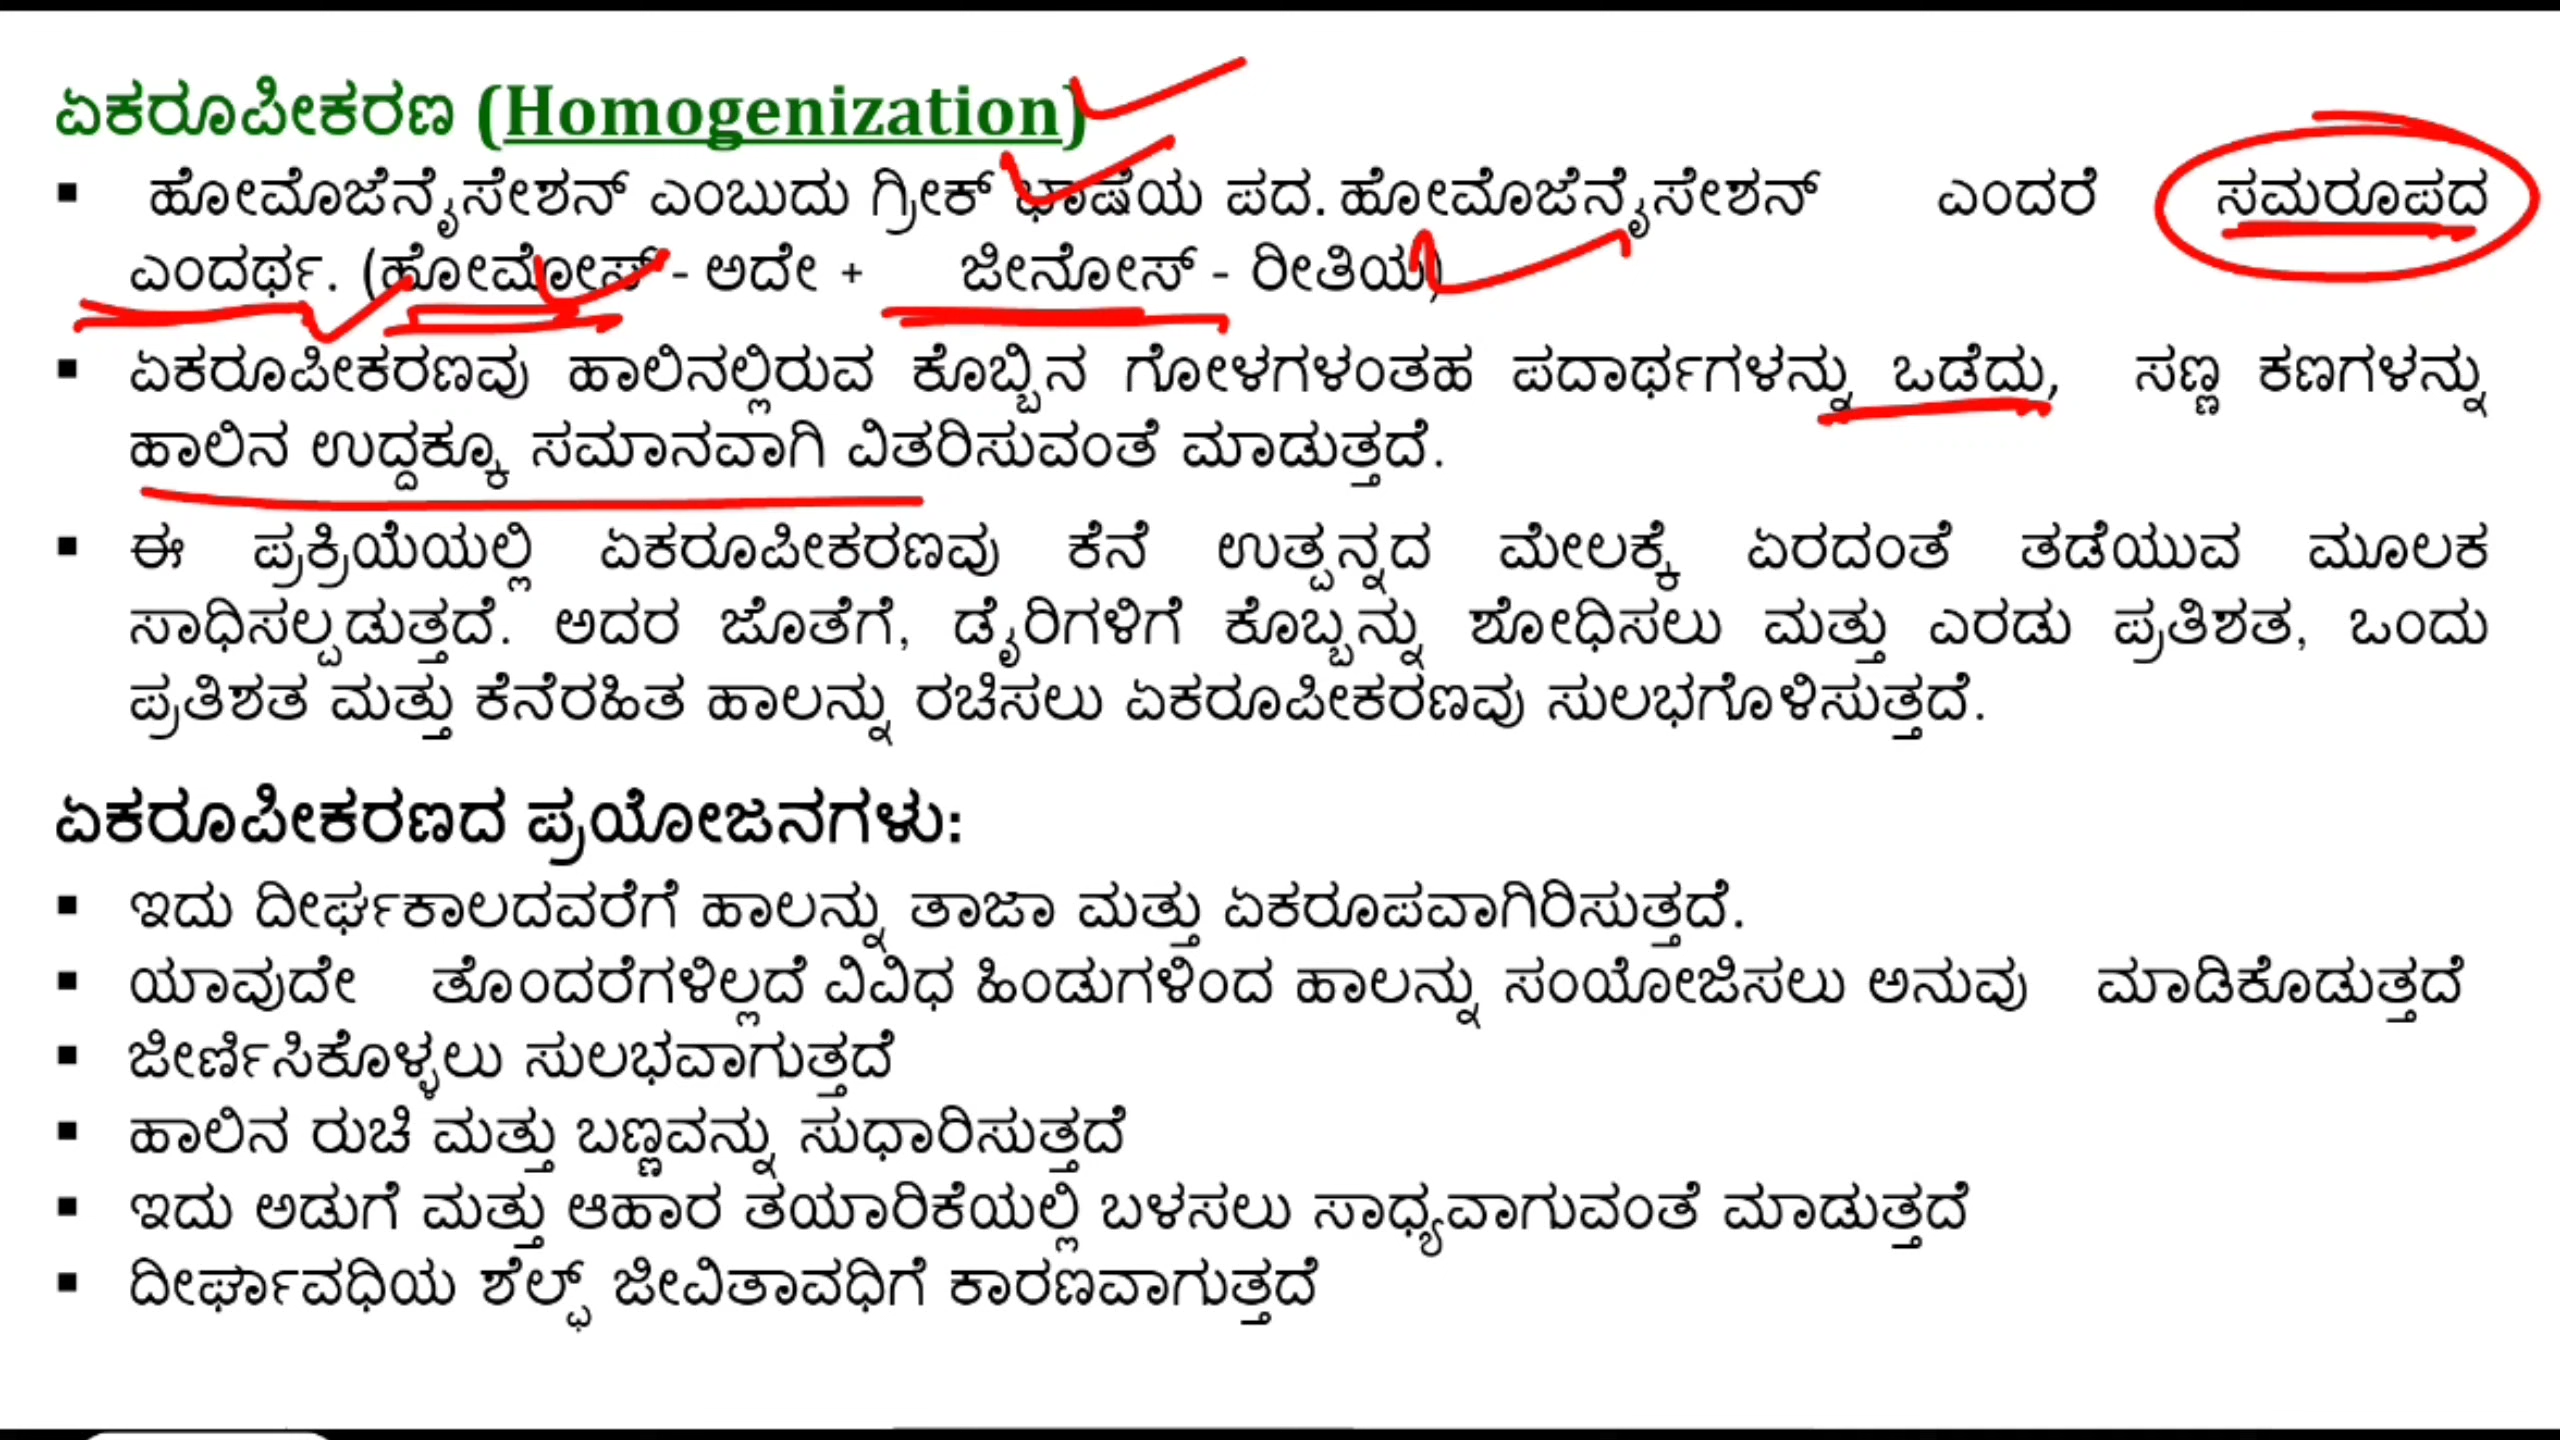 ಏಕರೂಪೀಕರಣ (Homogenization)
▪ ಹೋಮೊಜೆನೈಸೇಶನ್ ಎಂಬುದು ಗ್ರೀಕ್ ಭಾಷೆಯ ಪದ. ಹೋಮೊಜೆನೈಸೇಶನ್ ಎಂದರೆ ಸಮರೂಪದ
ಎಂದರ್ಥ. (ಹೋಮೋಸ್ - ಅದೇ + ಜೀನೋಸ್ - ರೀತಿಯ)
▪ ಏಕರೂಪೀಕರಣವು ಹಾಲಿನಲ್ಲಿರುವ ಕೊಬ್ಬಿನ ಗೋಳಗಳಂತಹ ಪದಾರ್ಥಗಳನ್ನು ಒಡೆದು, ಸಣ್ಣ ಕಣಗಳನ್ನು
ಹಾಲಿನ ಉದ್ದಕ್ಕೂ ಸಮಾನವಾಗಿ ವಿತರಿಸುವಂತೆ ಮಾಡುತ್ತದೆ.
▪ ಈ ಪ್ರಕ್ರಿಯೆಯಲ್ಲಿ ಏಕರೂಪೀಕರಣವು ಕೆನೆ ಉತ್ಪನ್ನದ ಮೇಲಕ್ಕೆ ಏರದಂತೆ ತಡೆಯುವ ಮೂಲಕ
ಸಾಧಿಸಲ್ಪಡುತ್ತದೆ. ಅದರ ಜೊತೆಗೆ, ಡೈರಿಗಳಿಗೆ ಕೊಬ್ಬನ್ನು ಶೋಧಿಸಲು ಮತ್ತು ಎರಡು ಪ್ರತಿಶತ, ಒಂದು
ಪ್ರತಿಶತ ಮತ್ತು ಕೆನೆರಹಿತ ಹಾಲನ್ನು ರಚಿಸಲು ಏಕರೂಪೀಕರಣವು ಸುಲಭಗೊಳಿಸುತ್ತದೆ.
ಏಕರೂಪೀಕರಣದ ಪ್ರಯೋಜನಗಳು:
▪ ಇದು ದೀರ್ಘಕಾಲದವರೆಗೆ ಹಾಲನ್ನು ತಾಜಾ ಮತ್ತು ಏಕರೂಪವಾಗಿರಿಸುತ್ತದೆ.
▪ ಯಾವುದೇ ತೊಂದರೆಗಳಿಲ್ಲದೆ ವಿವಿಧ ಹಿಂಡುಗಳಿಂದ ಹಾಲನ್ನು ಸಂಯೋಜಿಸಲು ಅನುವು ಮಾಡಿಕೊಡುತ್ತದೆ
▪ ಜೀರ್ಣಿಸಿಕೊಳ್ಳಲು ಸುಲಭವಾಗುತ್ತದೆ
▪ ಹಾಲಿನ ರುಚಿ ಮತ್ತು ಬಣ್ಣವನ್ನು ಸುಧಾರಿಸುತ್ತದೆ
▪ ಇದು ಅಡುಗೆ ಮತ್ತು ಆಹಾರ ತಯಾರಿಕೆಯಲ್ಲಿ ಬಳಸಲು ಸಾಧ್ಯವಾಗುವಂತೆ ಮಾಡುತ್ತದೆ
▪ ದೀರ್ಘಾವಧಿಯ ಶೆಲ್ಫ್ ಜೀವಿತಾವಧಿಗೆ ಕಾರಣವಾಗುತ್ತದೆ